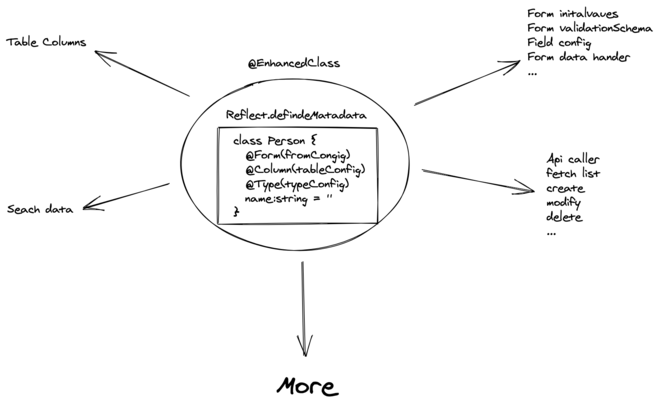 Table Columns
@EnhancedClass
Form initalvaues
Form validationSchema
Field config
Form data hander
...
Reflect.defindeMatadata
class Person {
@Form(fromCongig)
@Column(tableConfig)
@Type(typeConfig)
name:string = ''
}
Seach data
Api caller
fetch list
create
modify
delete
...
More